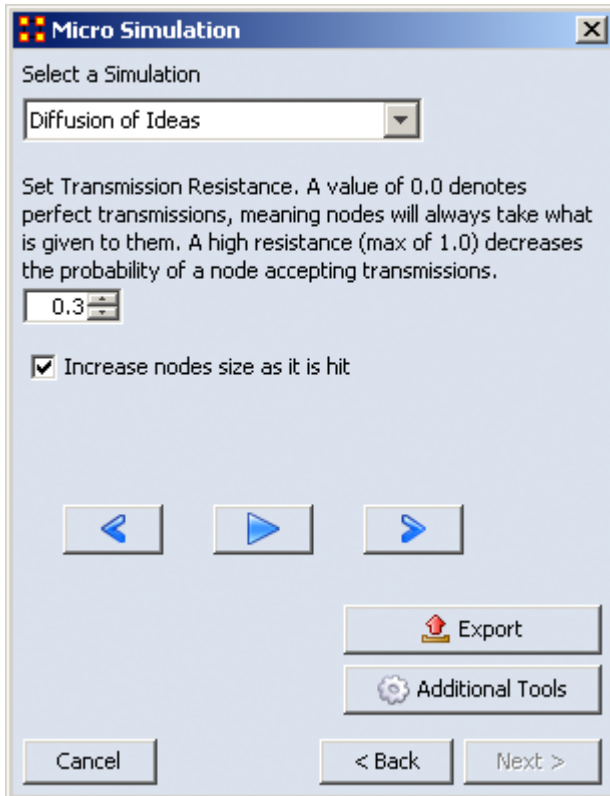 Micro Simulation
Select a Simulation
Diffusion of Ideas
Set Transmission Resistance. A value of 0.0 denotes
perfect transmissions, meaning nodes will always take what
is given to them. A high resistance (max of 1.0) decreases
the probability of a node accepting transmissions.
0.3
Increase nodes size as it is hit
Export
Additional Tools
Cancel
< Back
Next >